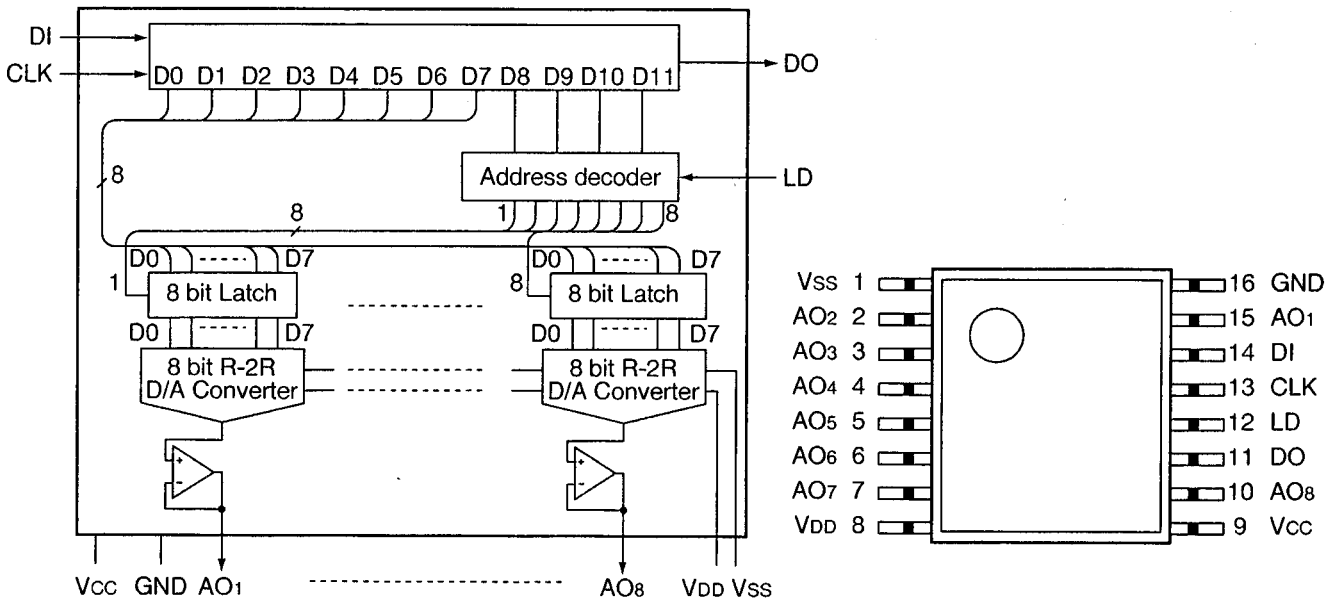 DI
CLK
D0 D1 D2 D3 D4 D5 D6 D7 D8 D9 D10 D11
DO
8
Address decoder
LD
1 8
8
D0 D7
D0 D7
1
8 bit Latch
8
8 bit Latch
D0 D7
D0 D7
8 bit R-2R
D/A Converter
8 bit R-2R
D/A Converter
+
−
+
−
VCC GND AO1 AO8 VDD VSS
VSS 1
AO2 2
AO3 3
AO4 4
AO5 5
AO6 6
AO7 7
VDD 8
16 GND
15 AO1
14 DI
13 CLK
12 LD
11 DO
10 AO8
9 VCC